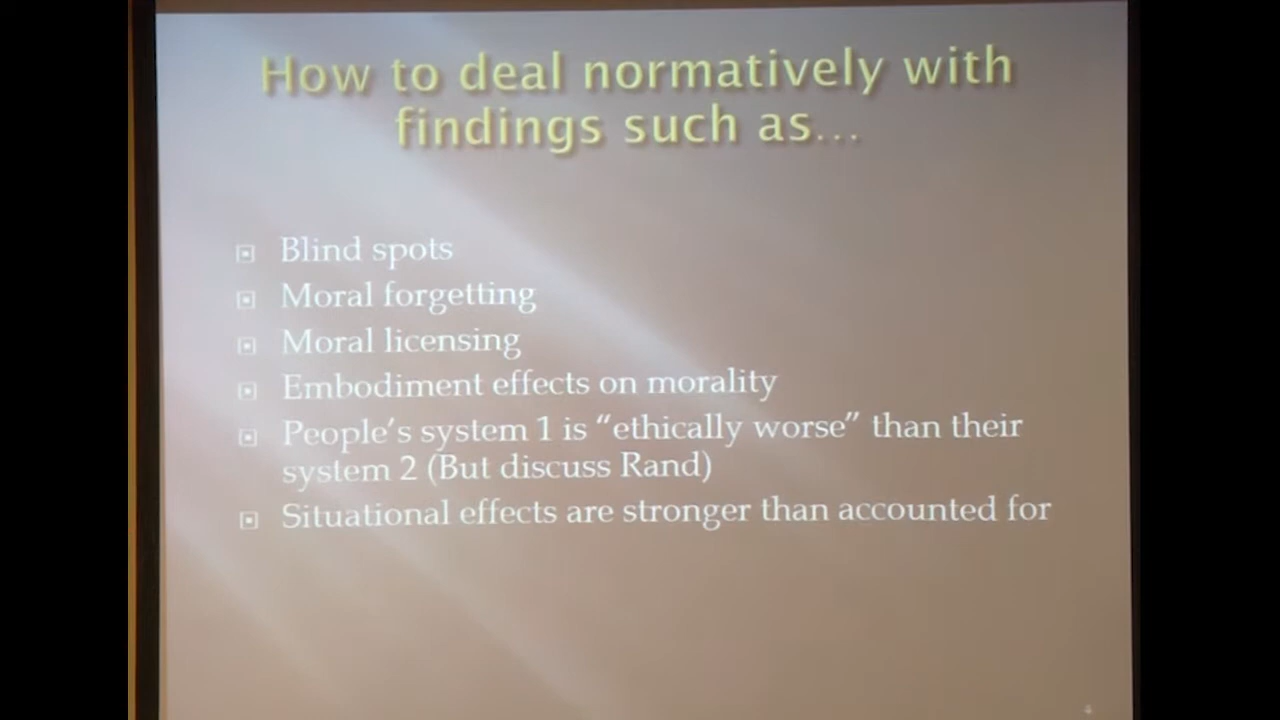 How to deal normatively with
findings such as...
Blind spots
Moral forgetting
Moral licensing
Embodiment effects on morality
People's system 1 is “ethically worse” than their
system 2 (But discuss Rand)
Situational effects are stronger than accounted for
4